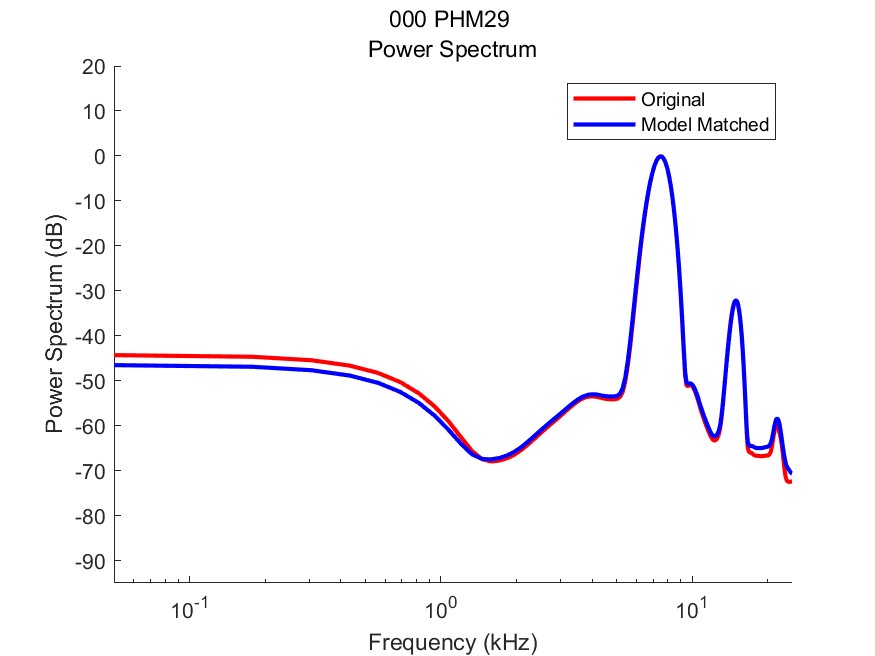 000 PHM29
Power Spectrum
Original
Model Matched
20
10
0
-10
-20
-30
-40
-50
-60
-70
-80
-90
Power Spectrum (dB)
10^-1
10^0
10^1
Frequency (kHz)